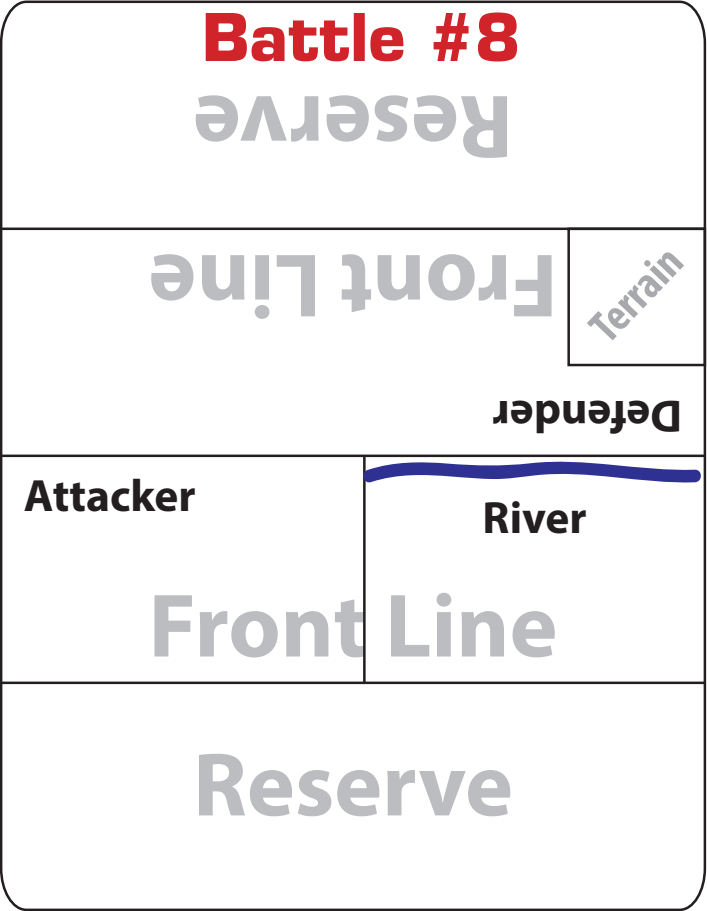 Battle #8
Reserve
Front Line
Terrain
Defender
Attacker
River
Front Line
Reserve